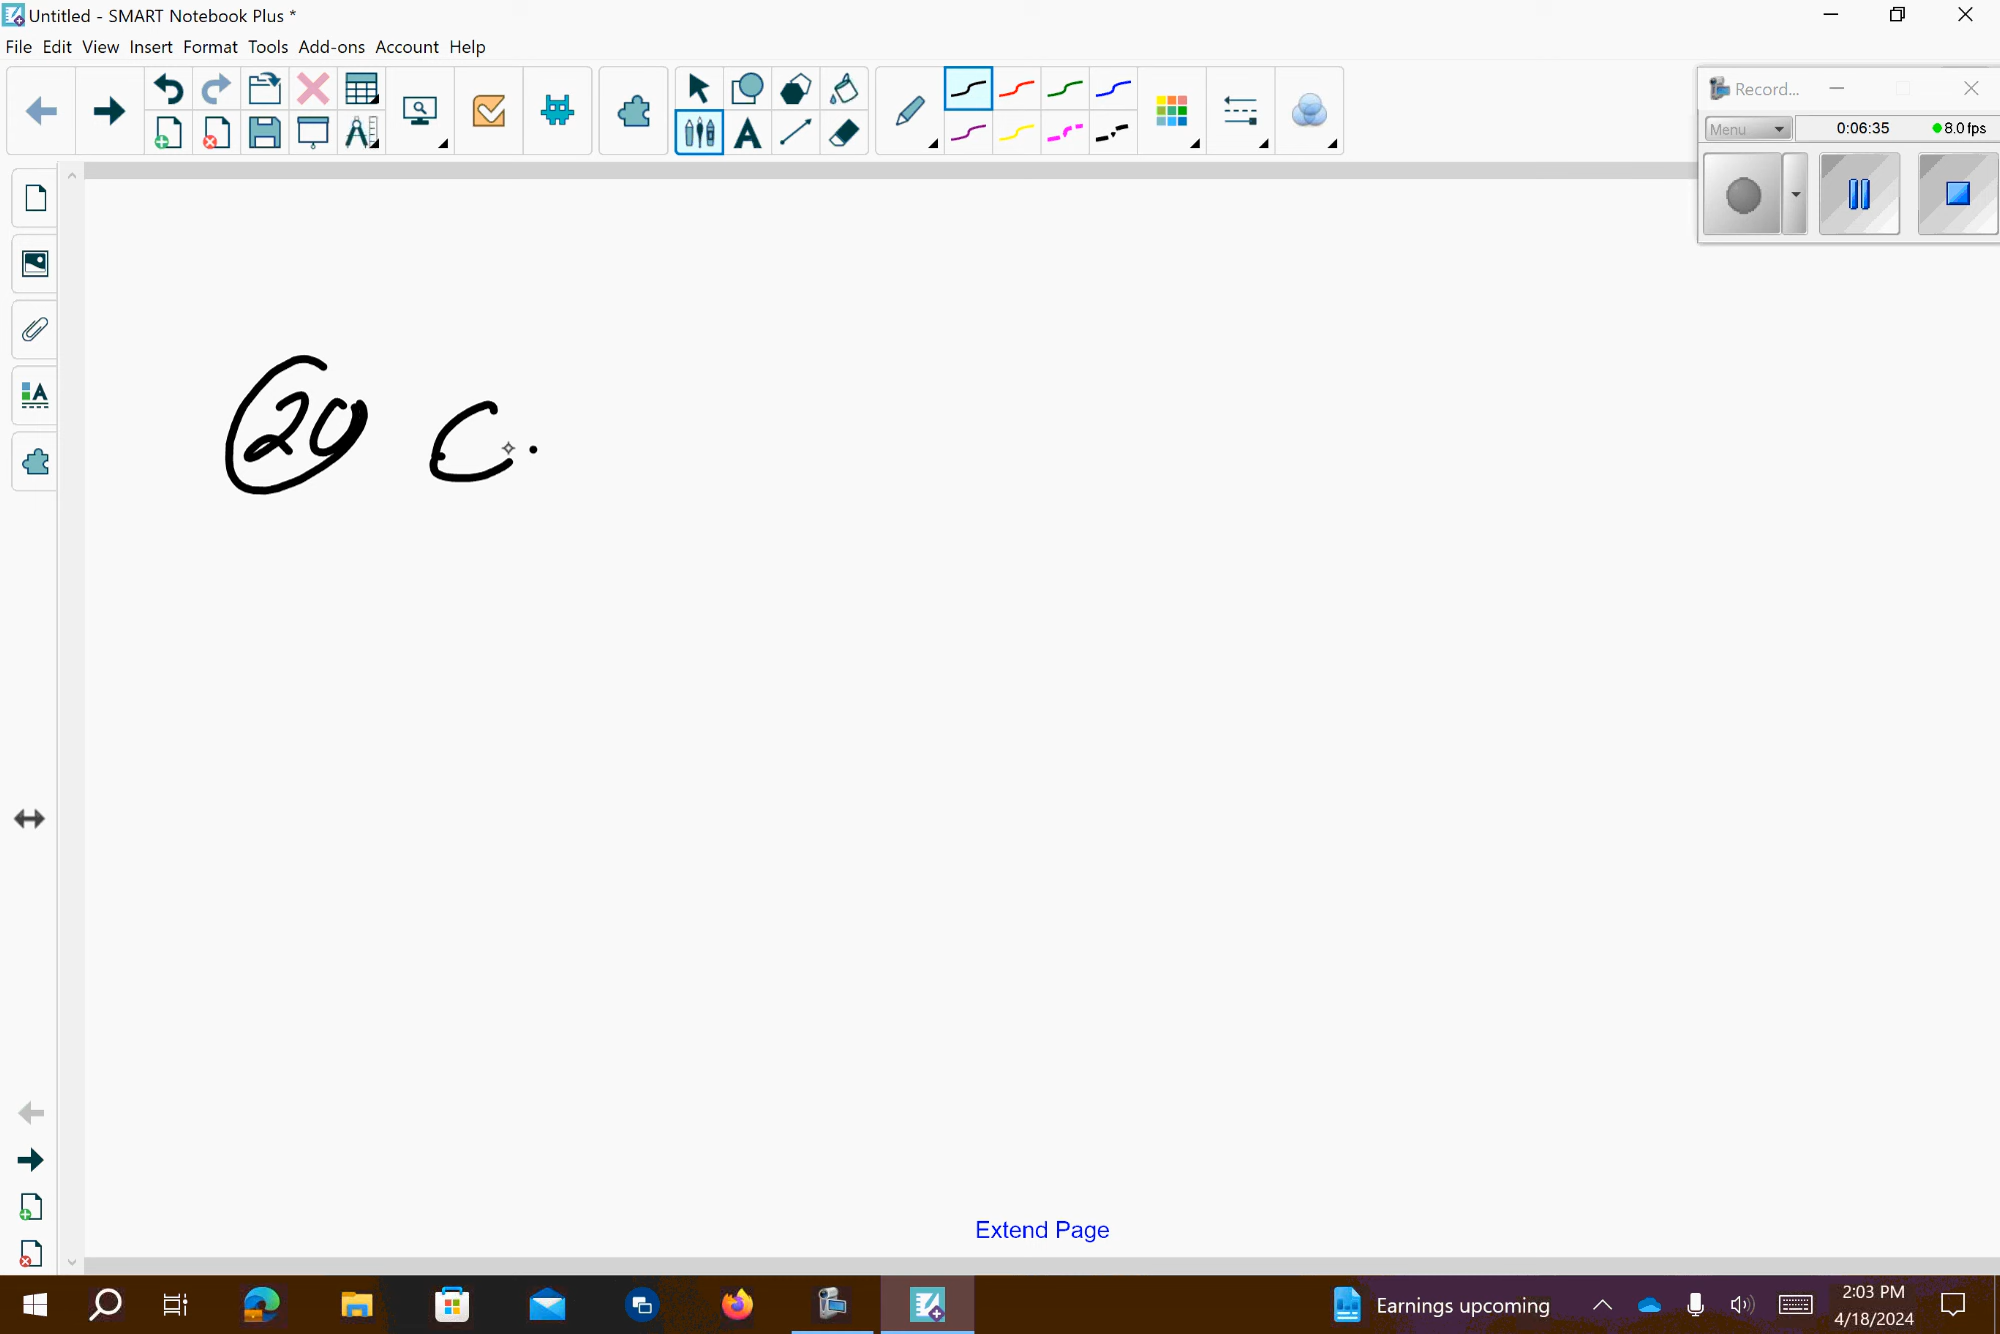 Untitled - SMART Notebook Plus *
File Edit View Insert Format Tools Add-ons Account Help
Record...
Menu 0:06:35 8.0 fps
20 C.
Extend Page
Earnings upcoming
2:03 PM
4/18/2024